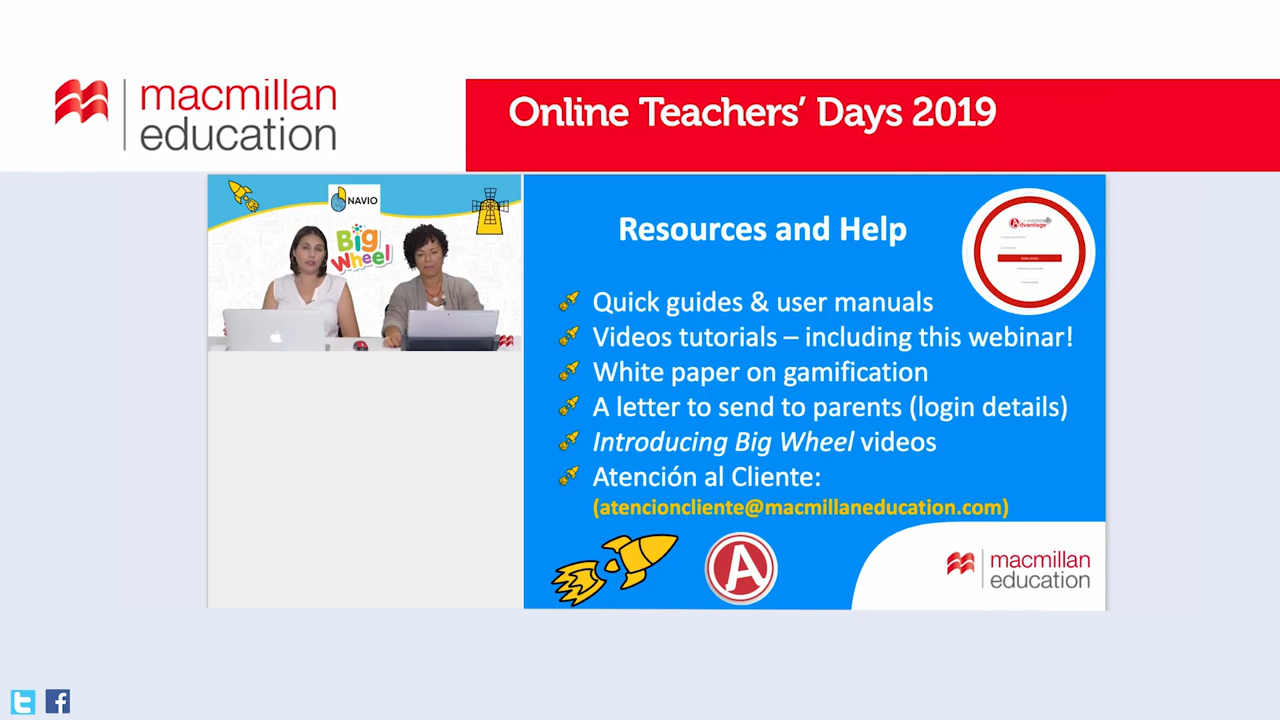 macmillan
education
Online Teachers' Days 2019
NAVIO
Big
Wheel
Resources and Help
Advantage
Quick guides & user manuals
Videos tutorials – including this webinar!
White paper on gamification
A letter to send to parents (login details)
Introducing Big Wheel videos
Atención al Cliente:
(atencioncliente@macmillaneducation.com)
A
macmillan
education